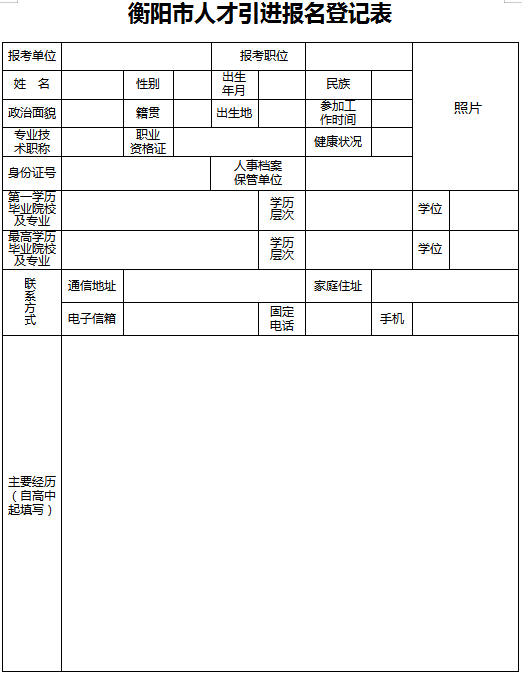 衡阳市人才引进报名登记表
报考单位
报考职位
照片
姓 名
性别
出生
年月
民族
政治面貌
籍贯
出生地
参加工
作时间
专业技
术职称
职业
资格证
健康状况
身份证号
人事档案
保管单位
第一学历
毕业院校
及专业
学历
层次
学位
最高学历
毕业院校
及专业
学历
层次
学位
联
系
方
式
通信地址
家庭住址
电子信箱
固定
电话
手机
主要经历
（自高中
起填写）